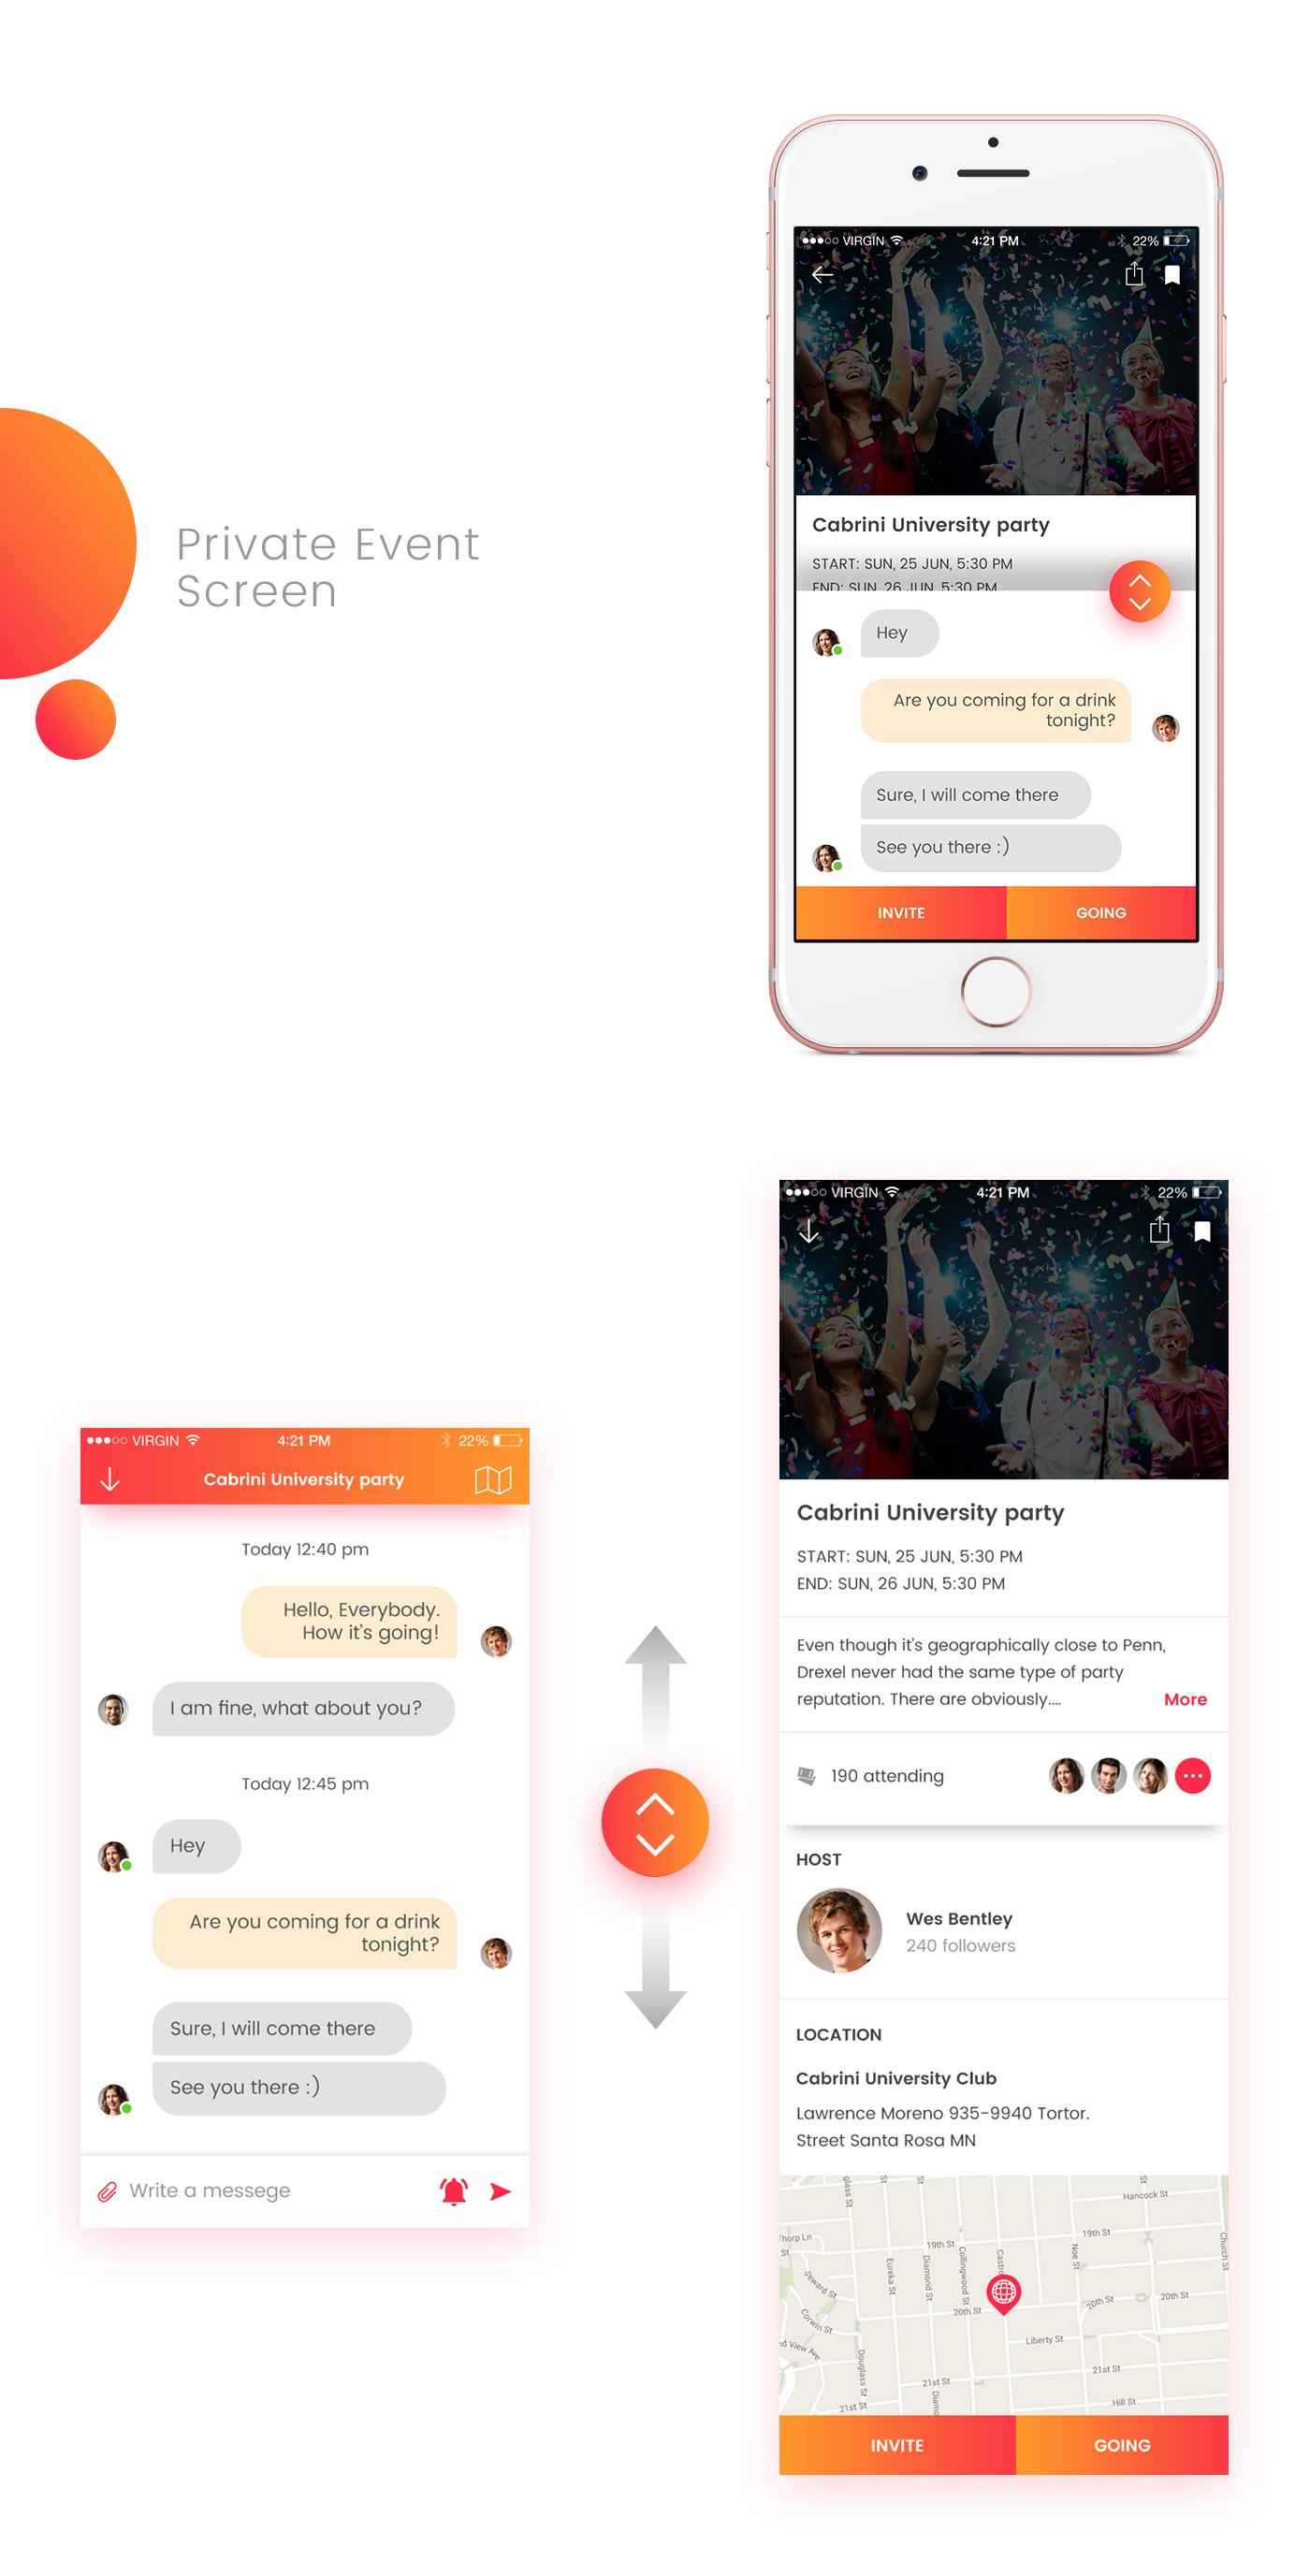 Private Event
Screen
VIRGIN 4:21 PM 22%
Cabrini University party
START: SUN, 25 JUN, 5:30 PM
END: SUN, 26 JUN, 5:30 PM
Hey
Are you coming for a drink
tonight?
Sure, I will come there
See you there :)
INVITE GOING
VIRGIN 4:21 PM 22%
Cabrini University party
Today 12:40 pm
Hello, Everybody.
How it's going!
I am fine, what about you?
Today 12:45 pm
Hey
Are you coming for a drink
tonight?
Sure, I will come there
See you there :)
Write a messege
VIRGIN 4:21 PM 22%
Cabrini University party
START: SUN, 25 JUN, 5:30 PM
END: SUN, 26 JUN, 5:30 PM
Even though it's geographically close to Penn,
Drexel never had the same type of party
reputation. There are obviously.... More
190 attending
HOST
Wes Bentley
240 followers
LOCATION
Cabrini University Club
Lawrence Moreno 935-9940 Tortor.
Street Santa Rosa MN
glass St
St
St
St
Hancock St
Thorp Ln
St
19th St
19th St
Church St
Eureka St
Diamond St
Collingwood St
Castro
Noe St
Seward St
20th St
20th St
20th St
Corwin St
Liberty St
nd View Ave
Douglass St
21st St
21st St
21st St
Diamo
Hill St
INVITE GOING